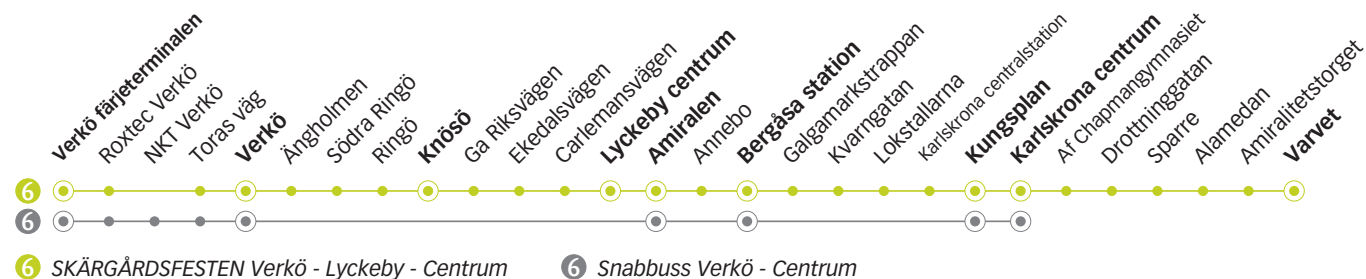 Verkö färjeterminalen
Roxtec Verkö
NKT Verkö
Toras väg
Verkö
Ängholmen
Södra Ringö
Ringö
Knösö
Ga Riksvägen
Ekedalsvägen
Carlemansvägen
Lyckeby centrum
Amiralen
Annebo
Bergåsa station
Galgamarkstrappan
Kvarngatan
Lokstallarna
Karlskrona centralstation
Kungsplan
Karlskrona centrum
Af Chapmangymnasiet
Drottninggatan
Sparre
Alamedan
Amiralitetstorget
Varvet
6
6
6 SKÄRGÅRDSFESTEN Verkö - Lyckeby - Centrum
6 Snabbuss Verkö - Centrum